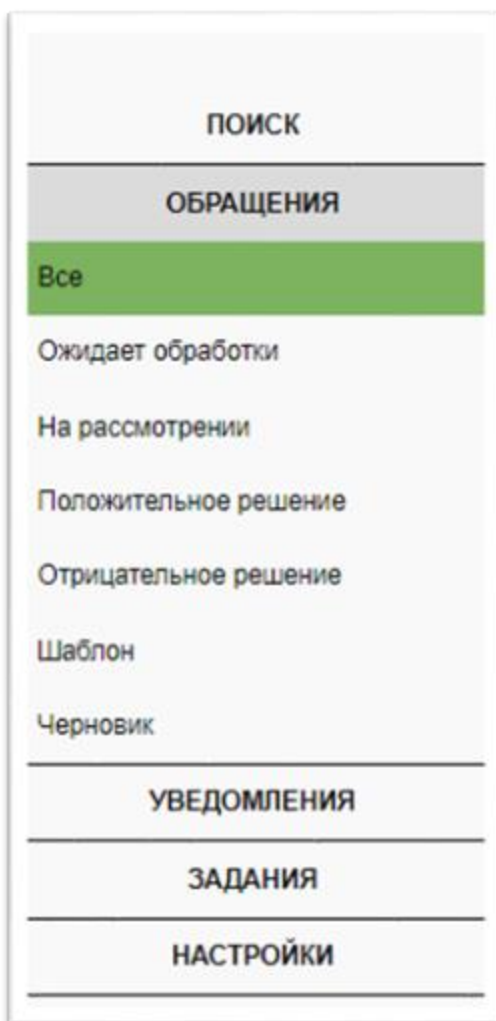 ПОИСК
ОБРАЩЕНИЯ
Все
Ожидает обработки
На рассмотрении
Положительное решение
Отрицательное решение
Шаблон
Черновик
УВЕДОМЛЕНИЯ
ЗАДАНИЯ
НАСТРОЙКИ